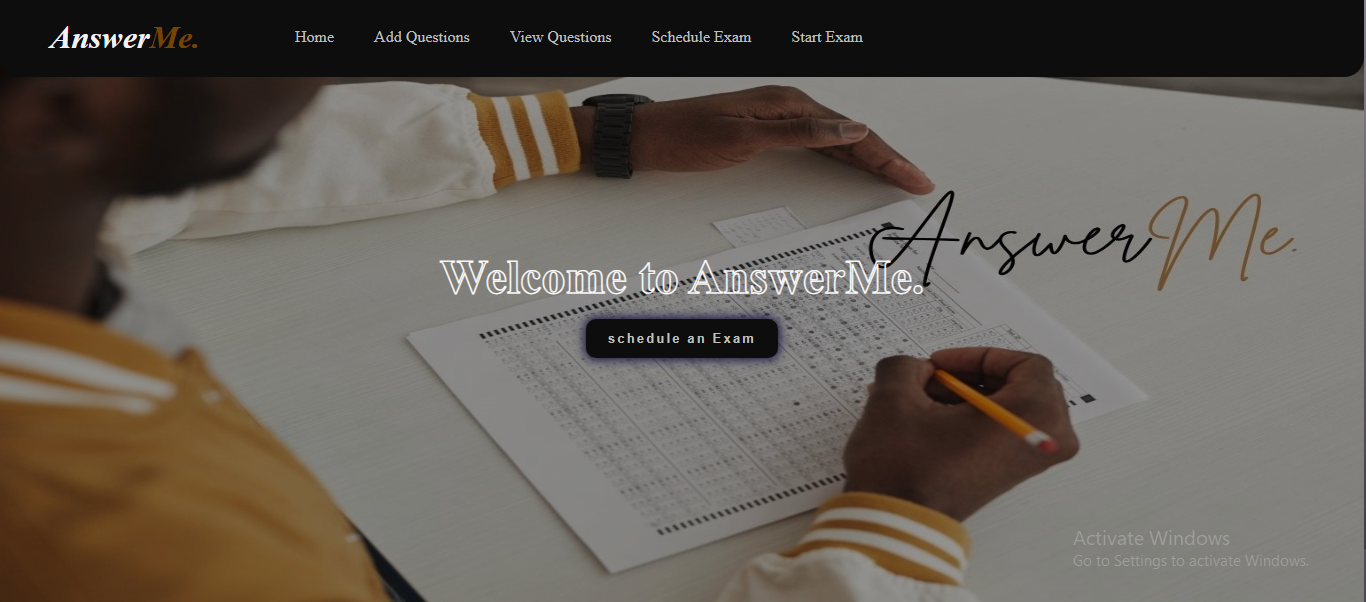 AnswerMe.
Home
Add Questions
View Questions
Schedule Exam
Start Exam
AnswerMe.
Welcome to AnswerMe.
schedule an Exam
Activate Windows
Go to Settings to activate Windows.